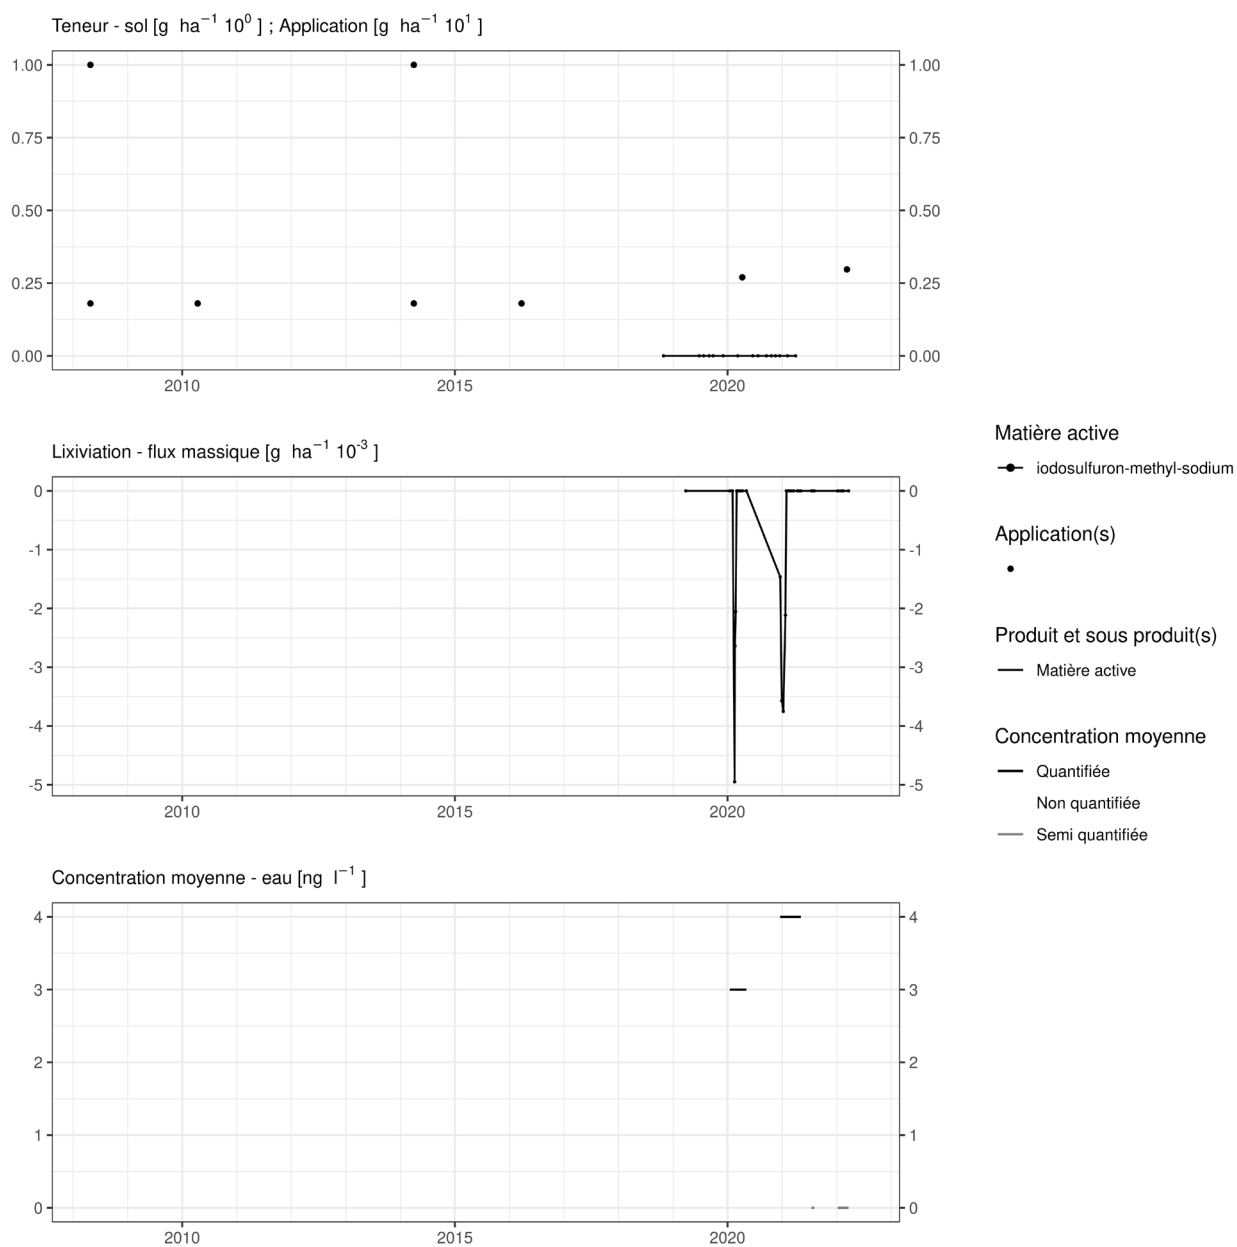 Teneur - sol [g ha−1 100 ] ; Application [g ha−1 101 ]
1.00 1.00
0.75 0.75
0.50 0.50
0.25 0.25
0.00 0.00
2010 2015 2020
Lixiviation - flux massique [g ha−1 10-3 ]
0 0
-1 -1
-2 -2
-3 -3
-4 -4
-5 -5
2010 2015 2020
Concentration moyenne - eau [ng l−1 ]
4 4
3 3
2 2
1 1
0 0
2010 2015 2020
Matière active
iodosulfuron-methyl-sodium
Application(s)
Produit et sous produit(s)
Matière active
Concentration moyenne
Quantifiée
Non quantifiée
Semi quantifiée